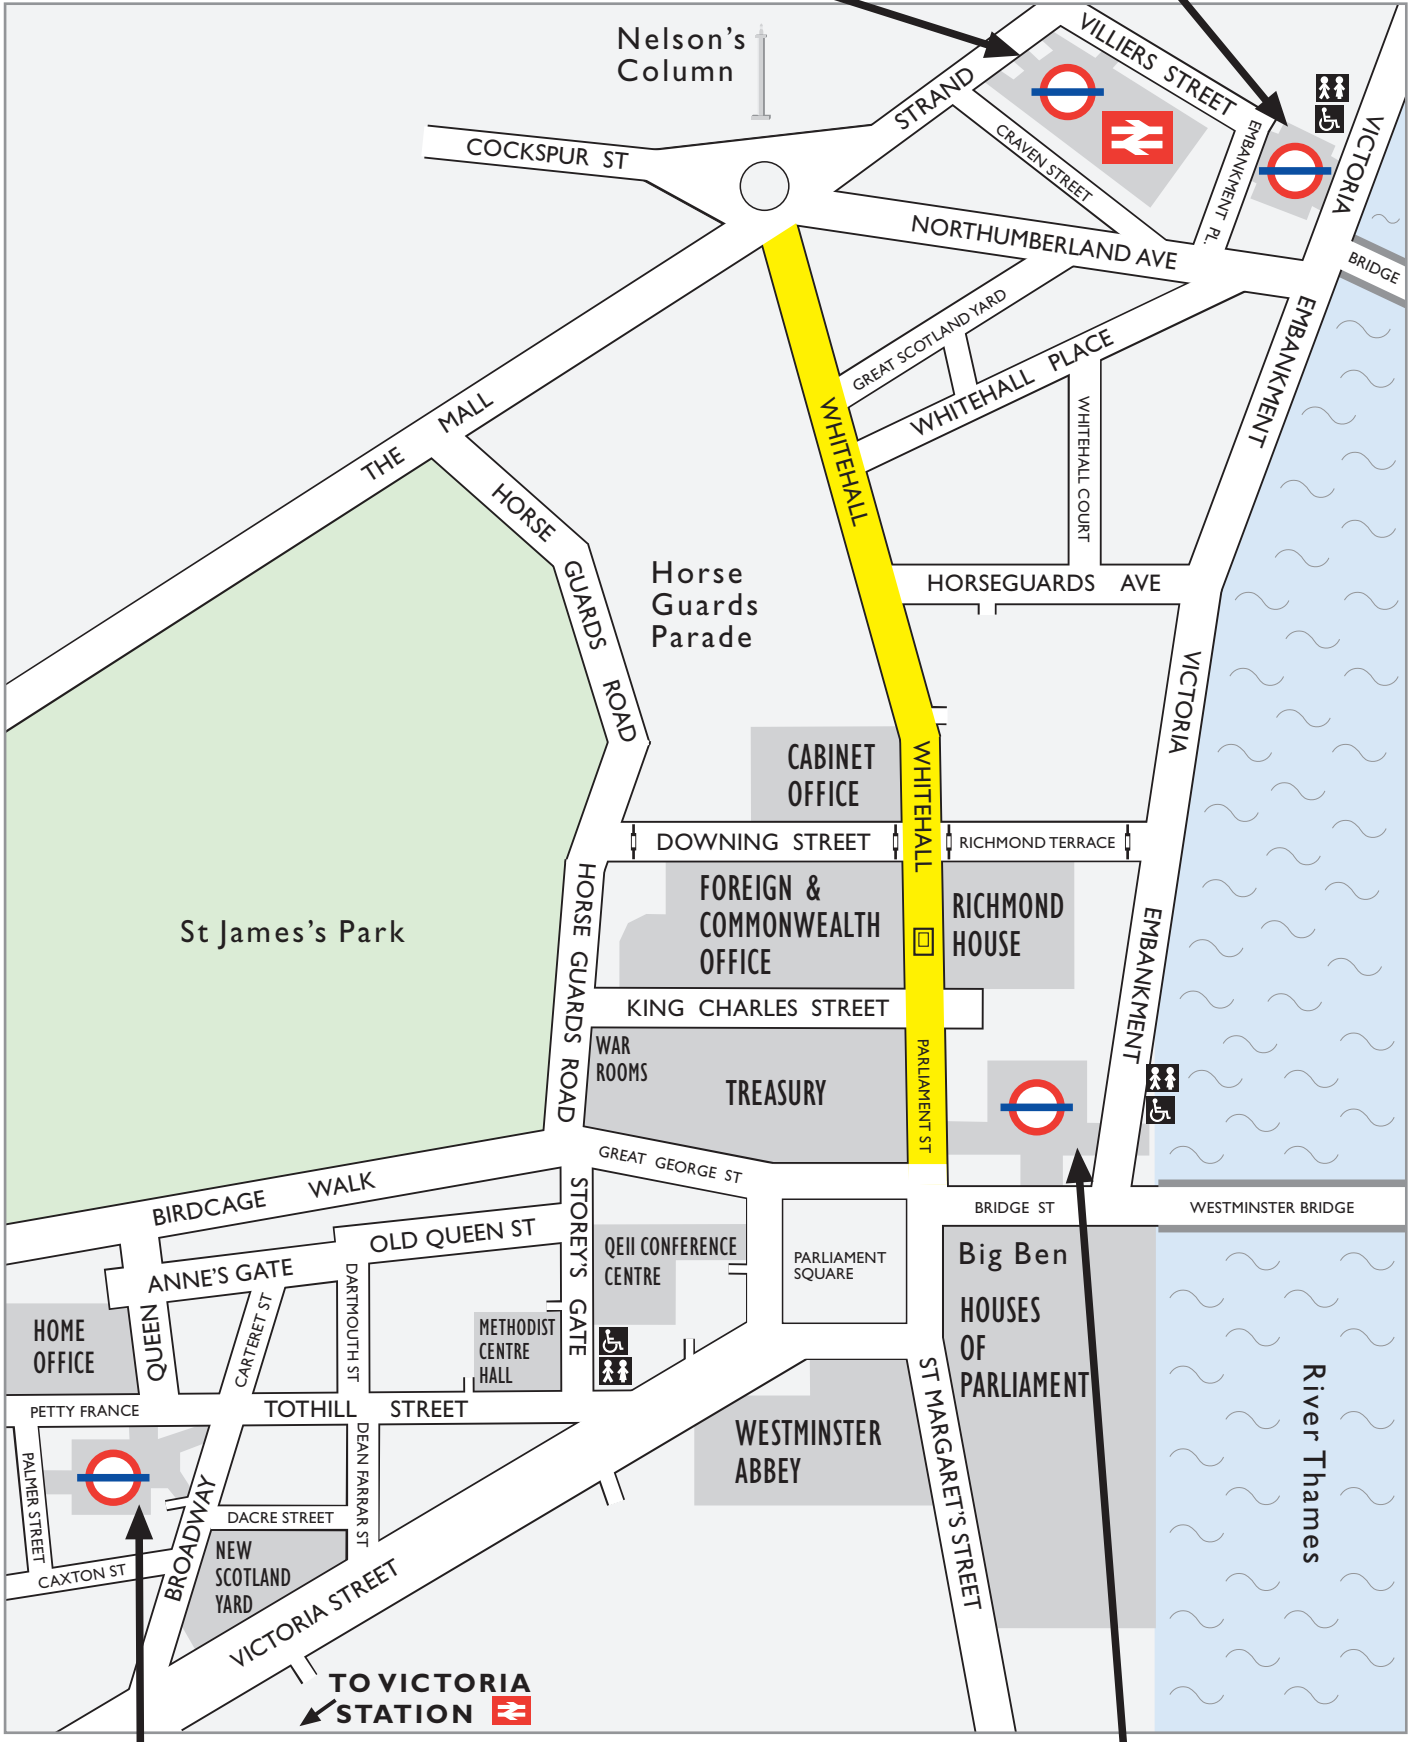 Nelson's
Column
STRAND
VILLIERS STREET
CRAVEN STREET
EMBANKMENT PL.
VICTORIA
COCKSPUR ST
NORTHUMBERLAND AVE
BRIDGE
GREAT SCOTLAND YARD
WHITEHALL PLACE
EMBANKMENT
THE MALL
WHITEHALL
WHITEHALL COURT
HORSE
GUARDS
ROAD
Horse
Guards
Parade
HORSEGUARDS AVE
VICTORIA
CABINET
OFFICE
WHITEHALL
DOWNING STREET
RICHMOND TERRACE
St James's Park
HORSE GUARDS ROAD
FOREIGN &
COMMONWEALTH
OFFICE
RICHMOND
HOUSE
EMBANKMENT
KING CHARLES STREET
WAR
ROOMS
TREASURY
PARLIAMENT ST
GREAT GEORGE ST
BIRDCAGE WALK
STOREY'S GATE
BRIDGE ST
WESTMINSTER BRIDGE
OLD QUEEN ST
QEII CONFERENCE
CENTRE
PARLIAMENT
SQUARE
Big Ben
HOUSES
OF
PARLIAMENT
ANNE'S GATE
QUEEN
CARTERET ST
DARTMOUTH ST
HOME
OFFICE
METHODIST
CENTRE
HALL
PETTY FRANCE
TOTHILL STREET
ST MARGARET'S STREET
WESTMINSTER
ABBEY
River Thames
PALMER STREET
BROADWAY
DEAN FARRAR ST
DACRE STREET
NEW
SCOTLAND
YARD
CAXTON ST
VICTORIA STREET
TO VICTORIA
STATION